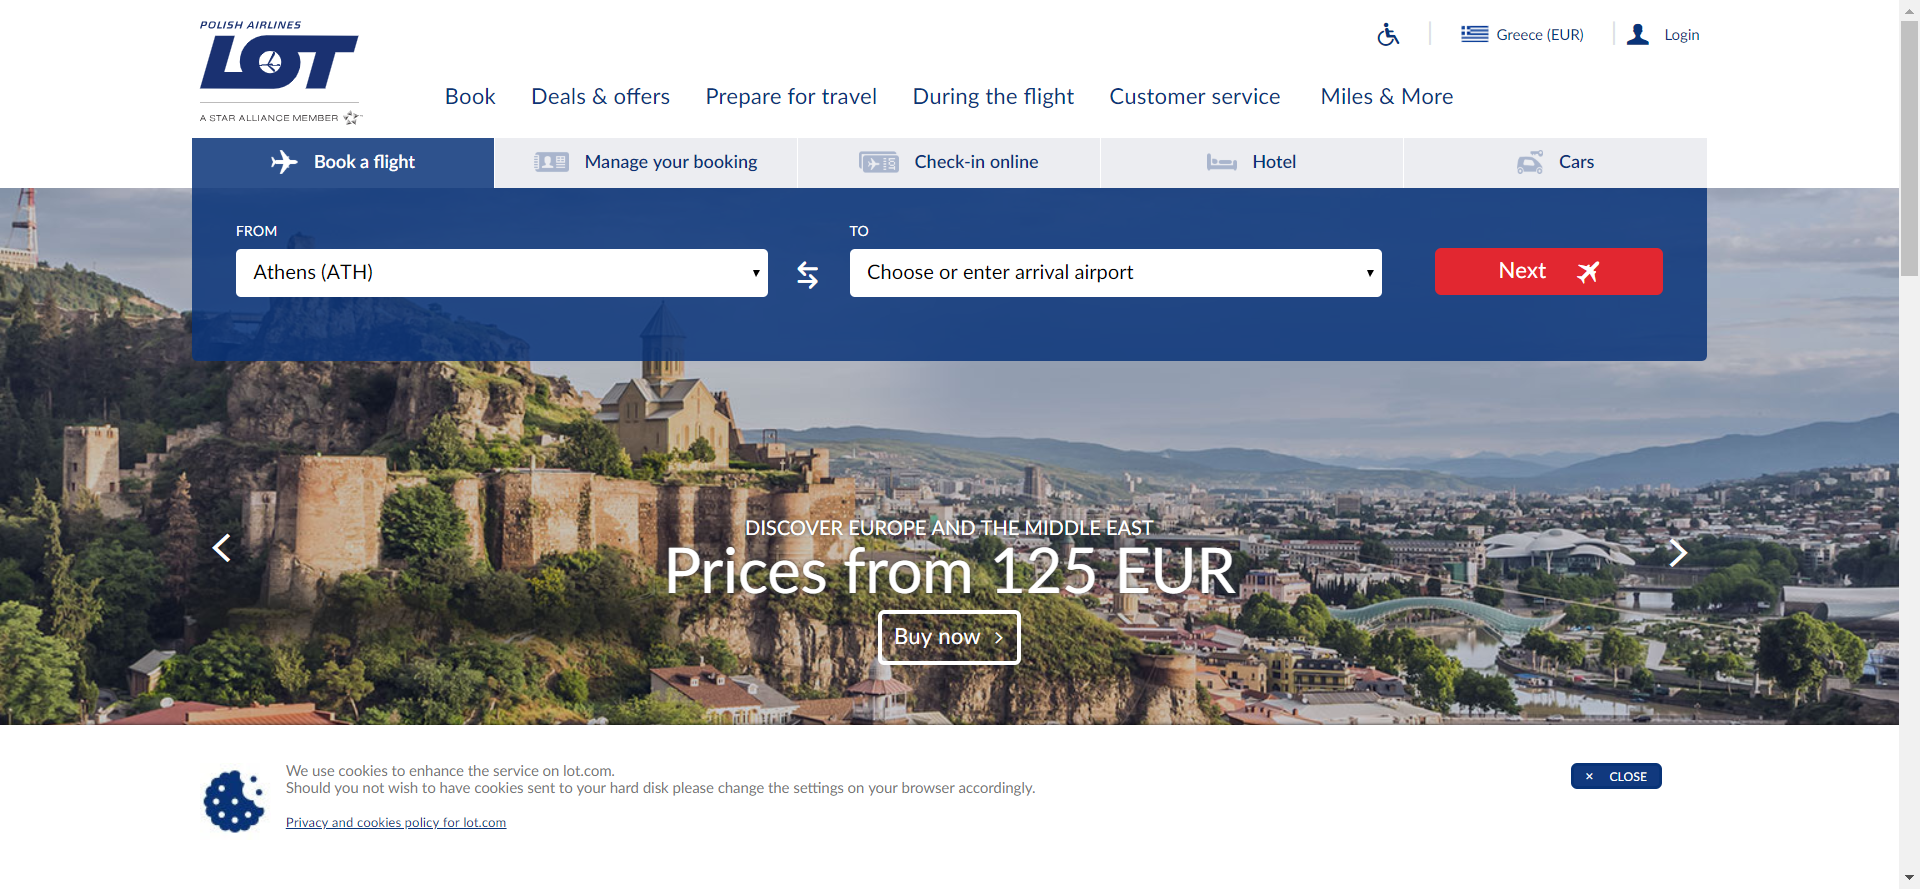 POLISH AIRLINES
LOT
A STAR ALLIANCE MEMBER
Greece (EUR)
Login
Book
Deals & offers
Prepare for travel
During the flight
Customer service
Miles & More
Book a flight
Manage your booking
Check-in online
Hotel
Cars
FROM
TO
Athens (ATH)
Choose or enter arrival airport
Next
DISCOVER EUROPE AND THE MIDDLE EAST
Prices from 125 EUR
Buy now
We use cookies to enhance the service on lot.com.
Should you not wish to have cookies sent to your hard disk please change the settings on your browser accordingly.
Privacy and cookies policy for lot.com
× CLOSE